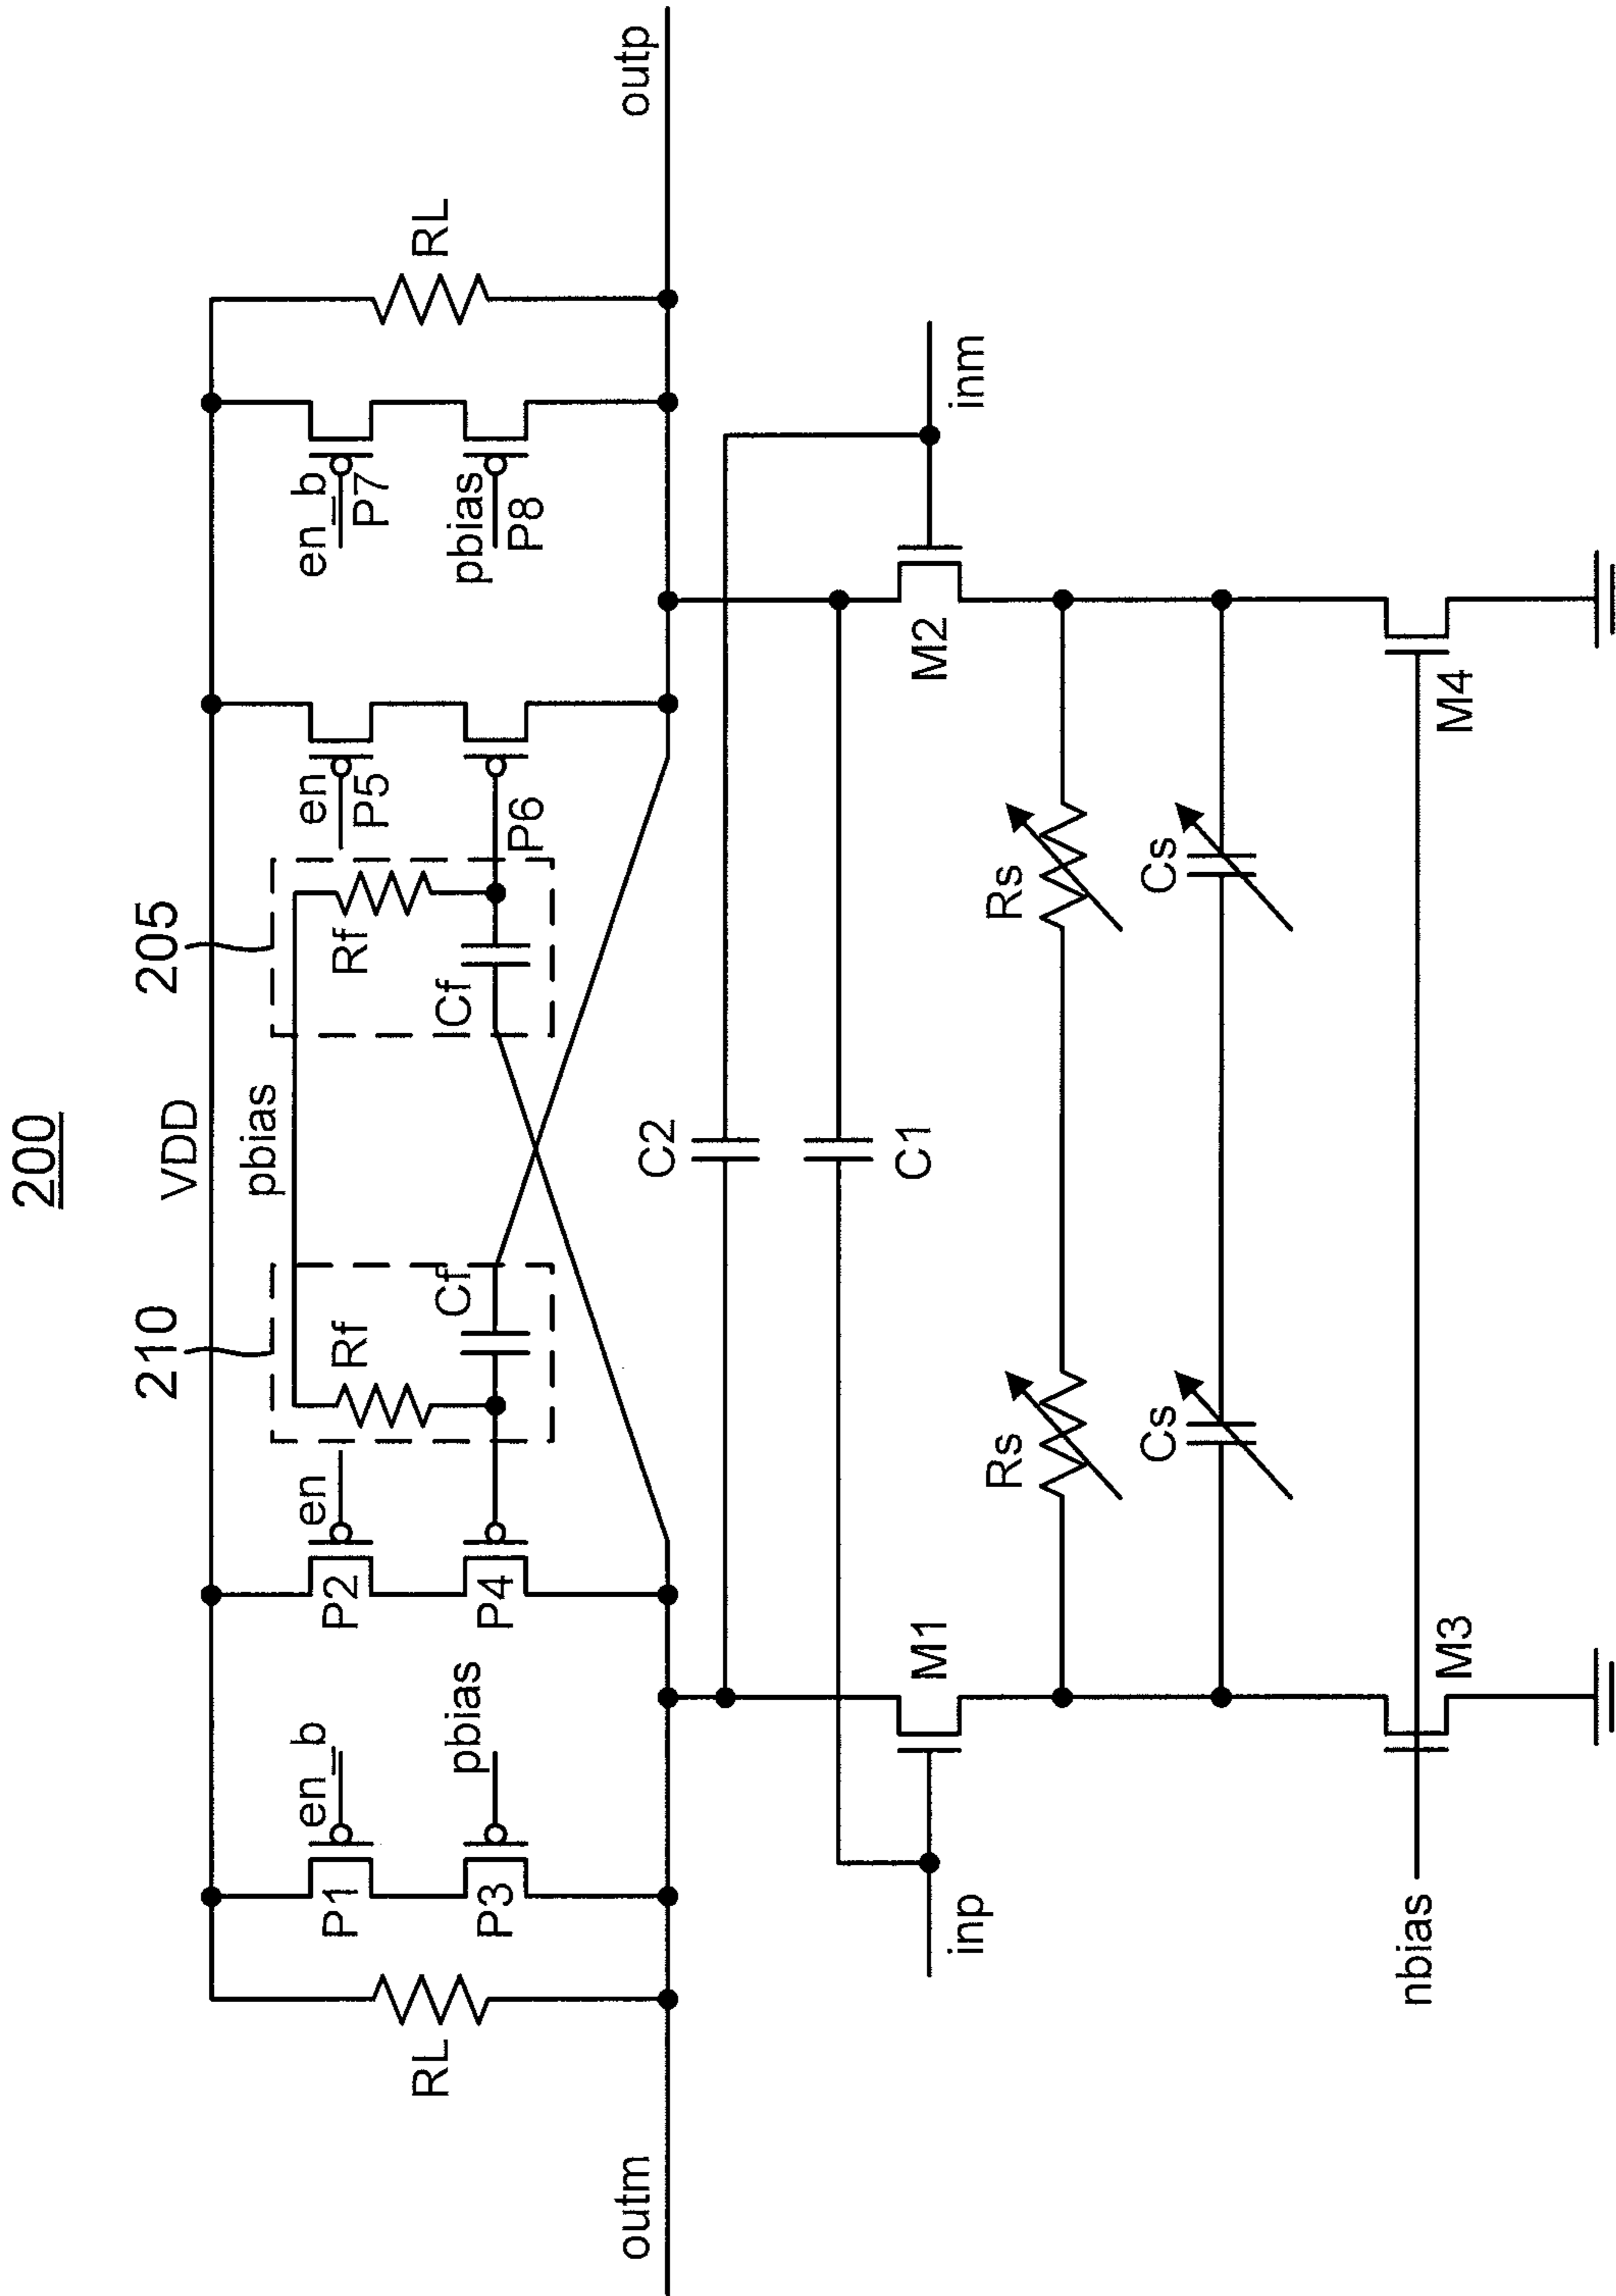 200
210
205
VDD
pbias
en_b
en
Rf
Rf
en
en_b
RL
P1
P2
Cf
ICf
P5
P7
RL
pbias
P3
P4
P6
pbias
P8
outm
outp
C2
C1
inp
M1
M2
inm
Rs
Rs
Cs
Cs
nbias
M3
M4